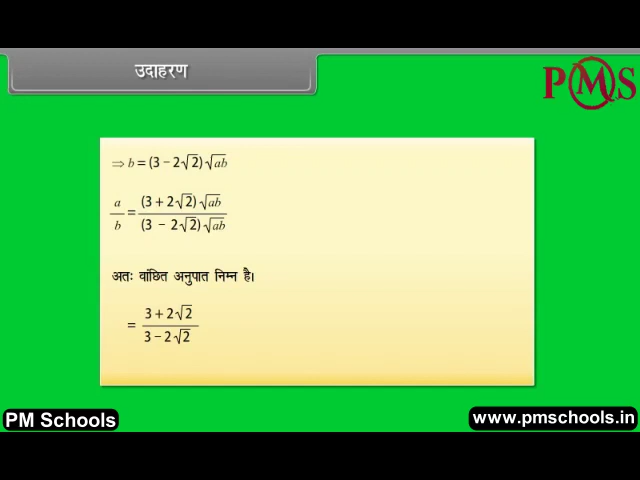 उदाहरण
PMS
⇒ b = (3 − 2√2) √ab
a/b = (3 + 2√2) √ab / (3 − 2√2) √ab
अतः वांछित अनुपात निम्न है।
= 3 + 2√2 / 3 − 2√2
PM Schools
www.pmschools.in